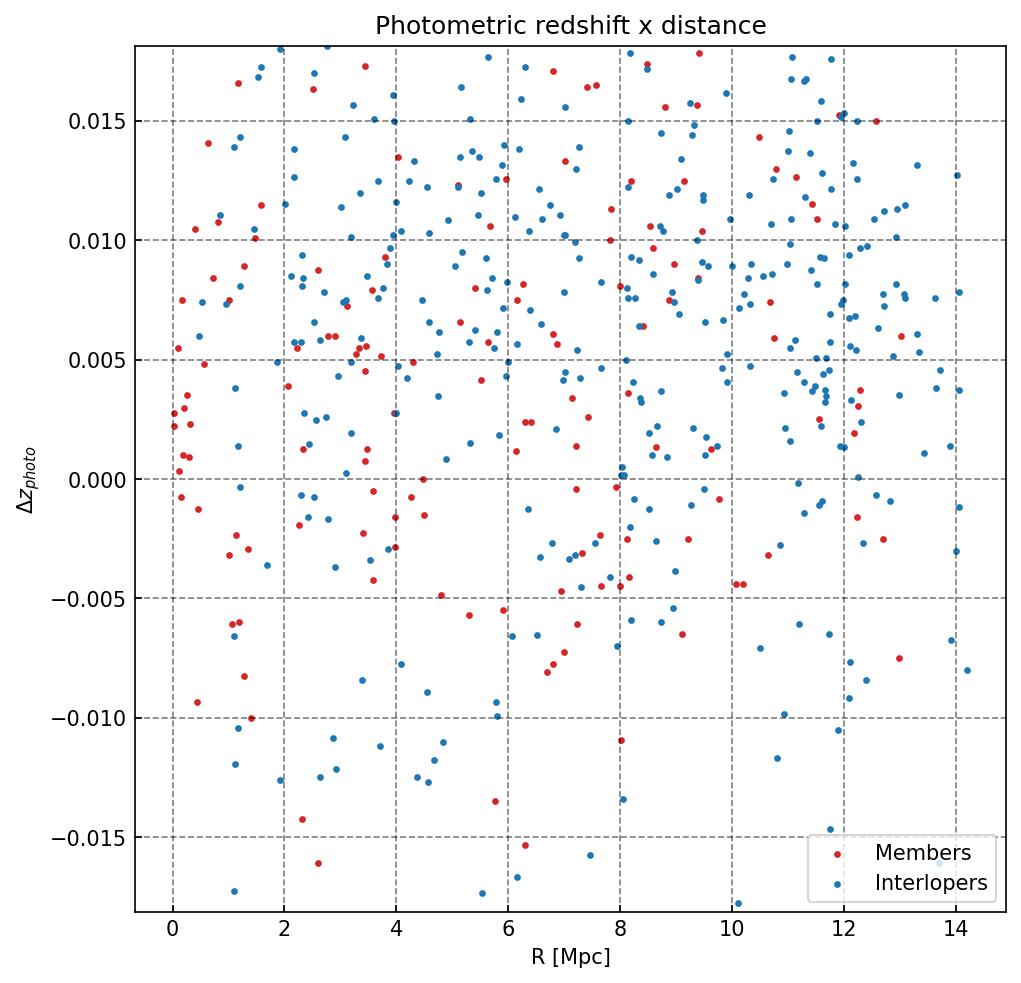 Photometric redshift x distance
Δz_photo
0.015
0.010
0.005
0.000
−0.005
−0.010
−0.015
Members
Interlopers
0 2 4 6 8 10 12 14
R [Mpc]